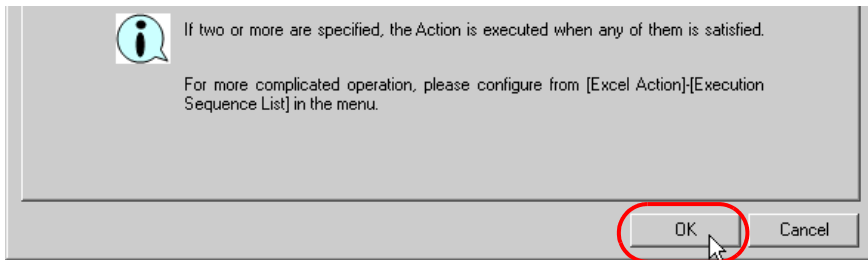 If two or more are specified, the Action is executed when any of them is satisfied.
For more complicated operation, please configure from [Excel Action]-[Execution
Sequence List] in the menu.
OK
Cancel